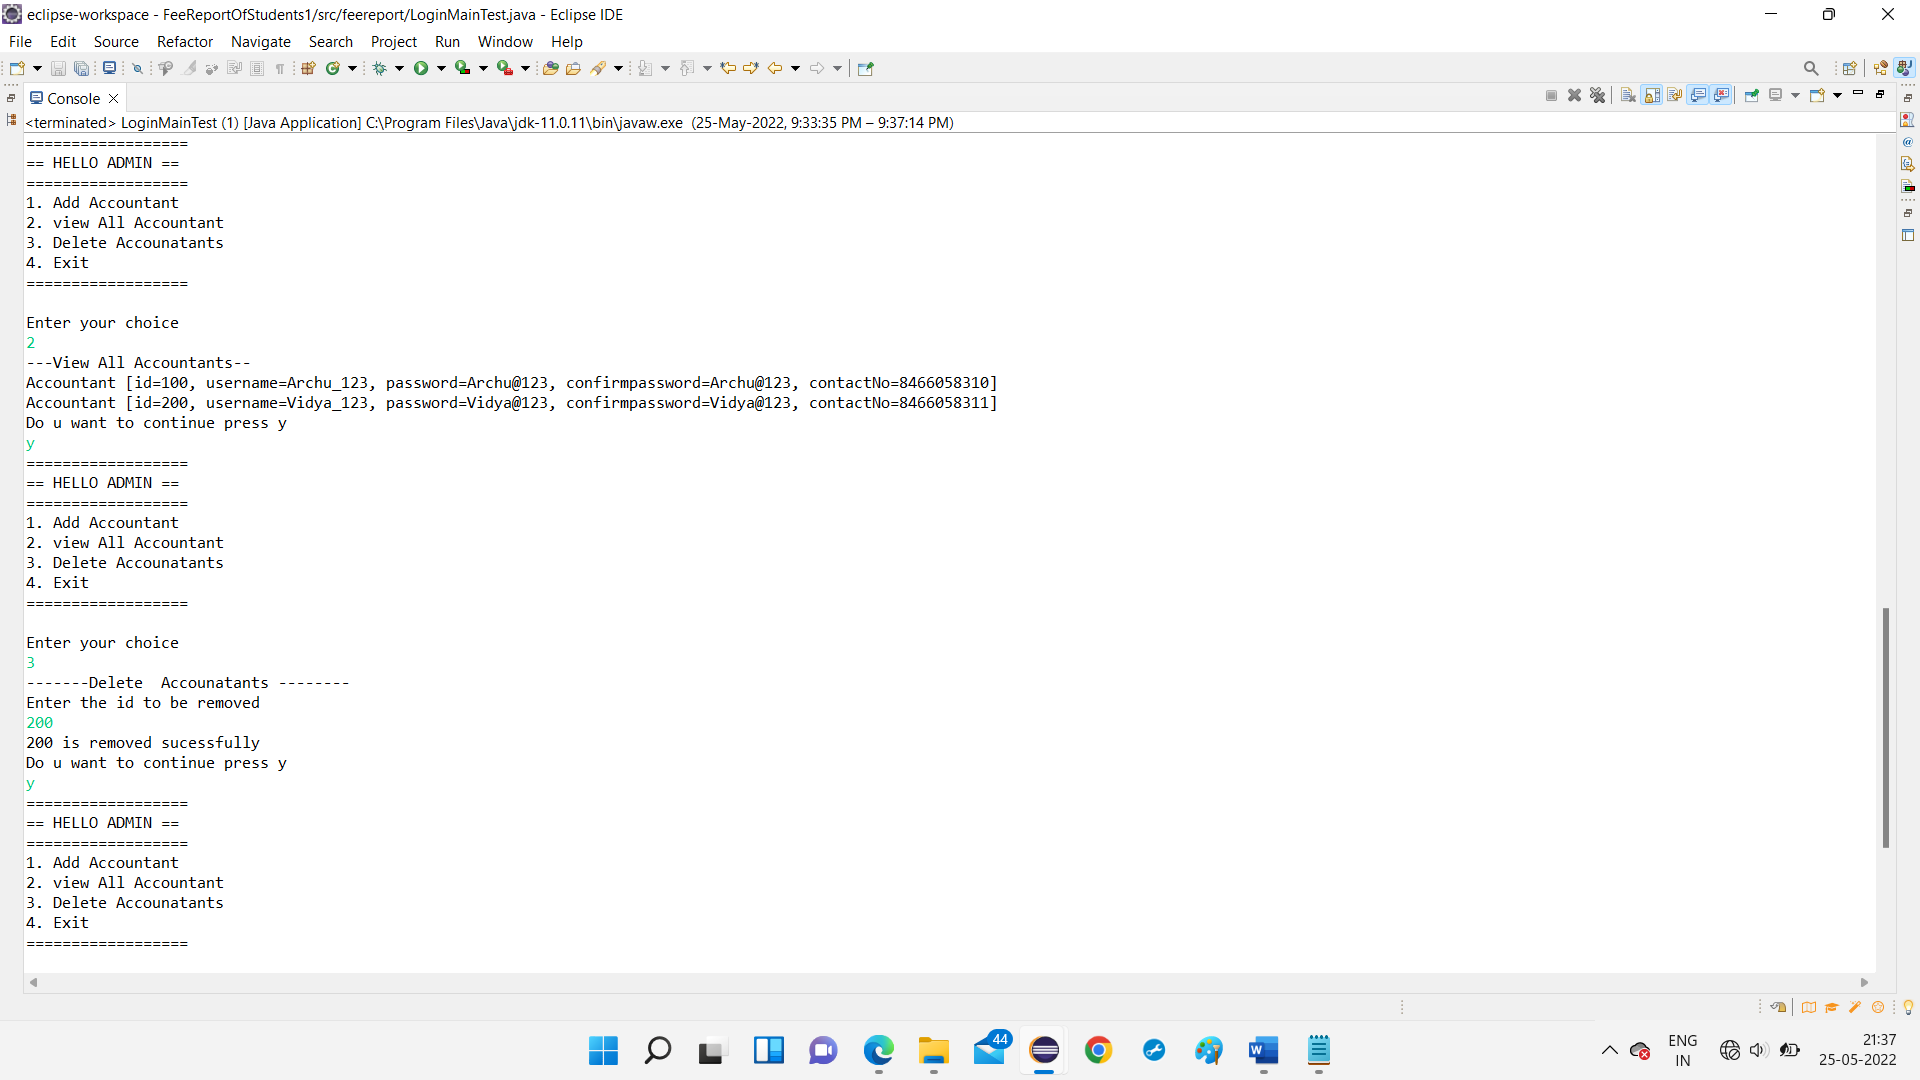 eclipse-workspace - FeeReportOfStudents1/src/feereport/LoginMainTest.java - Eclipse IDE
File Edit Source Refactor Navigate Search Project Run Window Help
Console
<terminated> LoginMainTest (1) [Java Application] C:\Program Files\Java\jdk-11.0.11\bin\javaw.exe (25-May-2022, 9:33:35 PM – 9:37:14 PM)
==================
== HELLO ADMIN ==
==================
1. Add Accountant
2. view All Accountant
3. Delete Accounatants
4. Exit
==================
Enter your choice
2
---View All Accountants--
Accountant [id=100, username=Archu_123, password=Archu@123, confirmpassword=Archu@123, contactNo=8466058310]
Accountant [id=200, username=Vidya_123, password=Vidya@123, confirmpassword=Vidya@123, contactNo=8466058311]
Do u want to continue press y
y
==================
== HELLO ADMIN ==
==================
1. Add Accountant
2. view All Accountant
3. Delete Accounatants
4. Exit
==================
Enter your choice
3
-------Delete  Accounatants --------
Enter the id to be removed
200
200 is removed sucessfully
Do u want to continue press y
y
==================
== HELLO ADMIN ==
==================
1. Add Accountant
2. view All Accountant
3. Delete Accounatants
4. Exit
==================
44
ENG
IN
21:37
25-05-2022